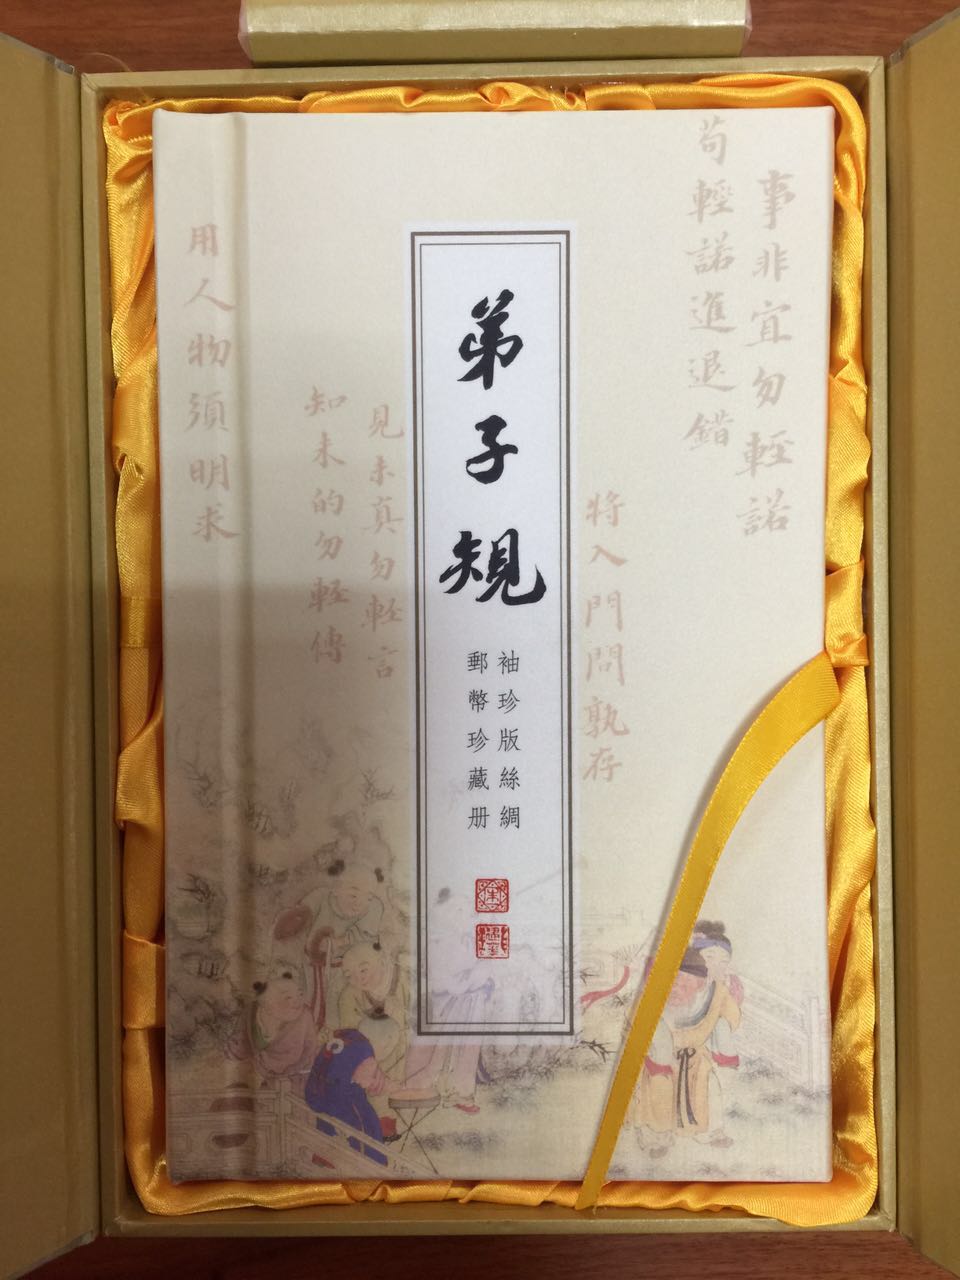 弟子規
袖珍版絲綢
郵幣珍藏册
事非宜勿輕諾
苟輕諾進退錯
將入門問孰存
見未真勿輕言
知未的勿輕傳
用人物須明求